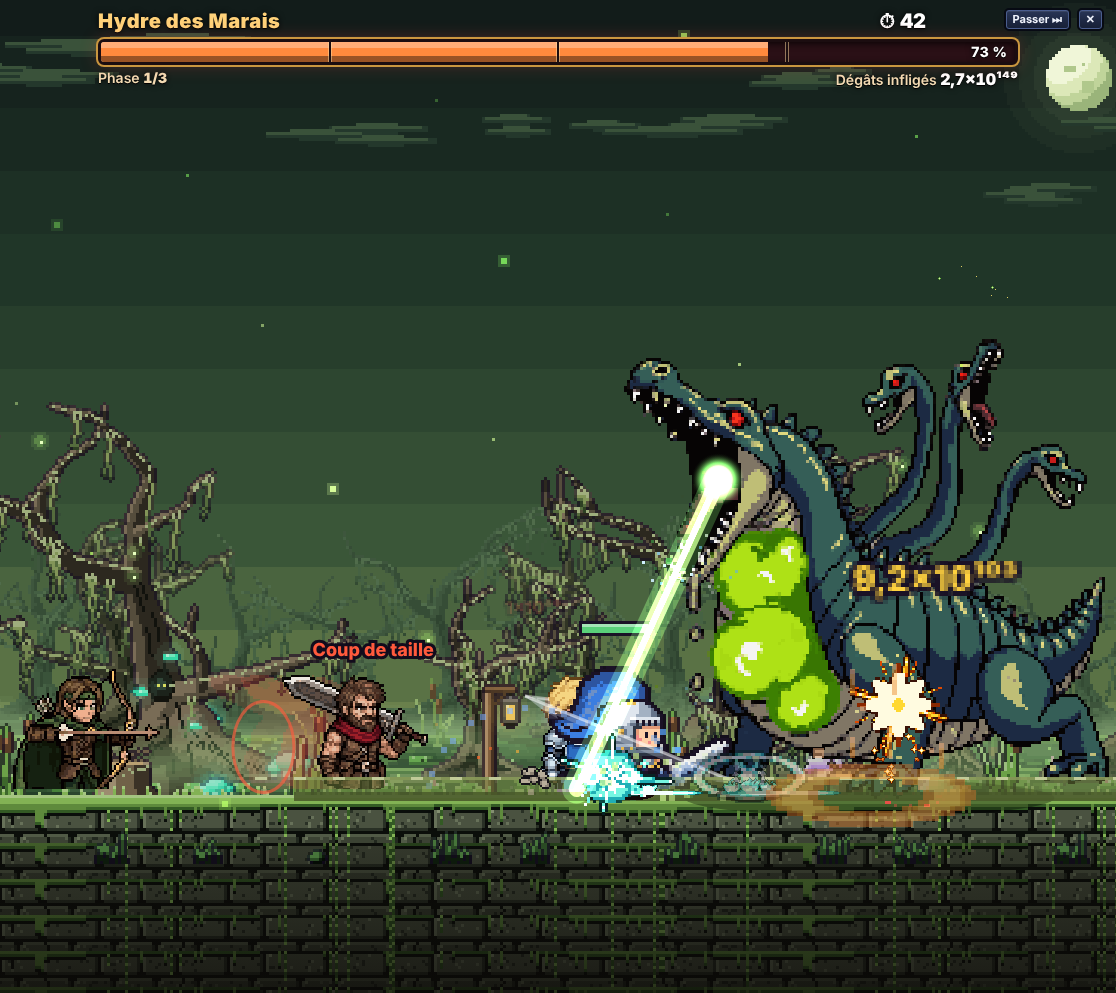 Hydre des Marais
⏱ 42
Passer ⏭
✕
73 %
Phase 1/3
Dégâts infligés 2,7×10¹⁴⁹
9,2×10¹⁰³
Coup de taille